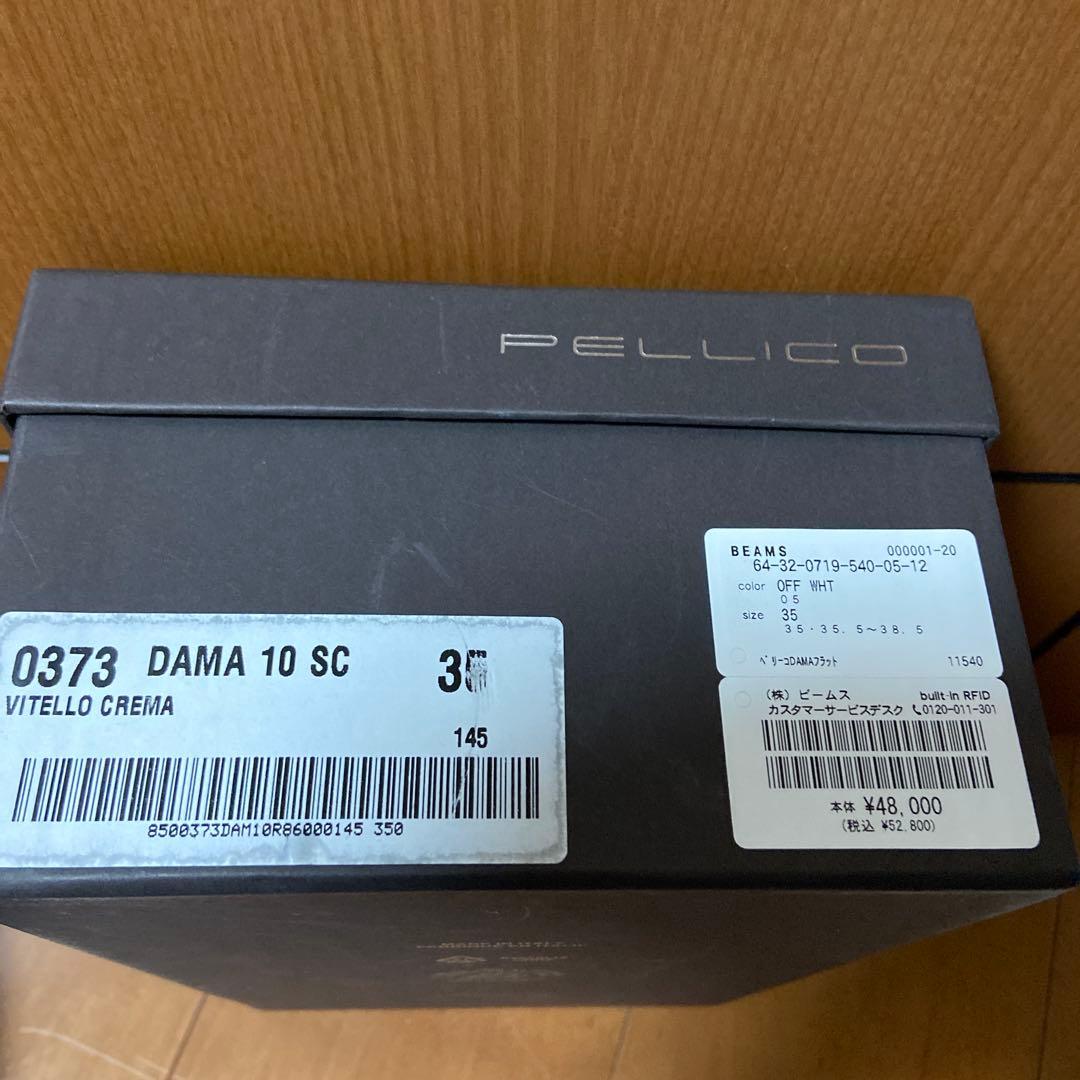 PELLICO
0373 DAMA 10 SC
VITELLO CREMA
145
8500373DAM10R86000145 350
BEAMS 000001-20
64-32-0719-540-05-12
color OFF WHT
05
size 35
35・35.5〜38.5
ペリーコDAMAフラット 11540
(株)ビームス built-in RFID
カスタマーサービスデスク 0120-011-301
本体 ¥48,000
(税込 ¥52,800)